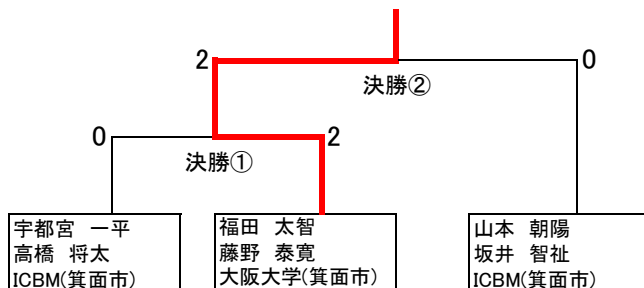 2
0
決勝②
0
2
決勝①
宇都宮 一平
高橋 将太
ICBM(箕面市)
福田 太智
藤野 泰寛
大阪大学(箕面市)
山本 朝陽
坂井 智祉
ICBM(箕面市)